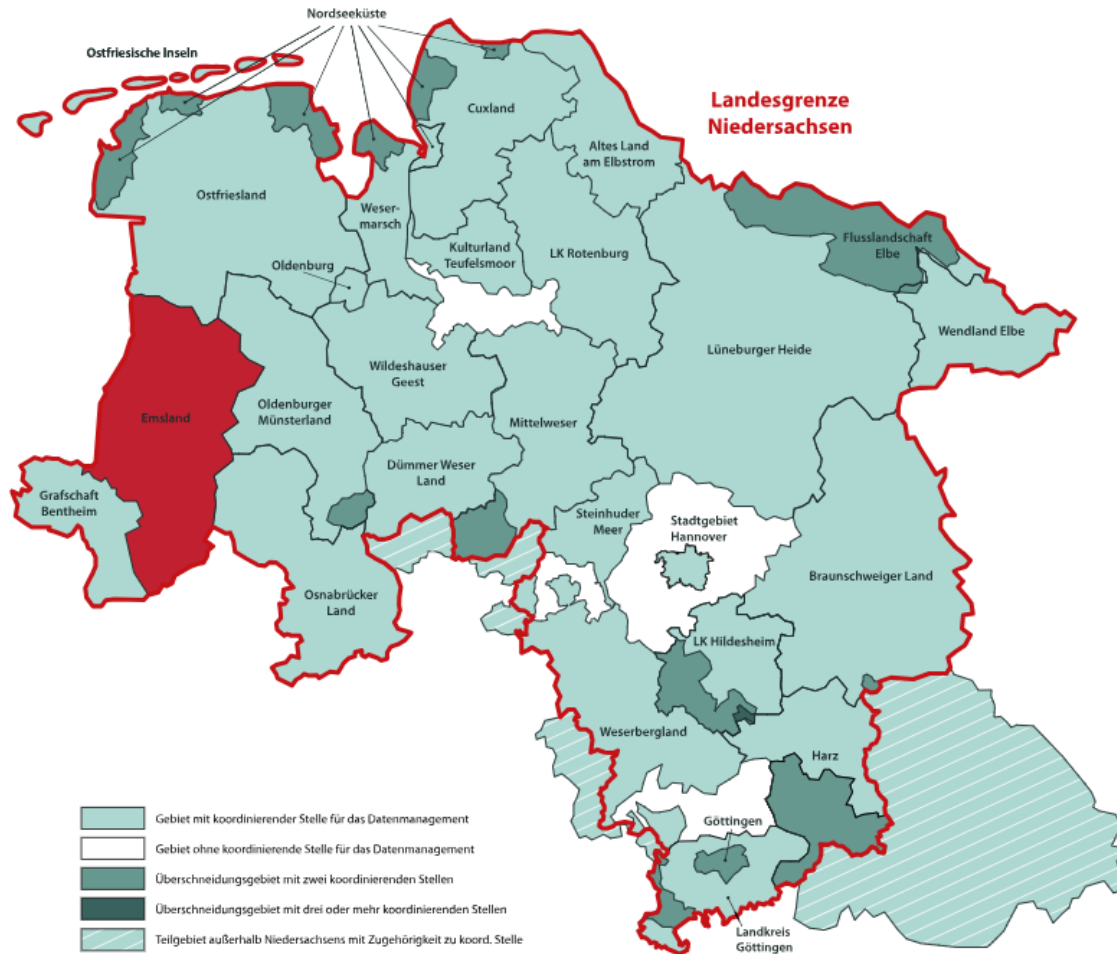 Nordseeküste
Ostfriesische Inseln
Cuxland
Landesgrenze
Niedersachsen
Altes Land
am Elbstrom
Ostfriesland
Weser-
marsch
Kulturland
Teufelsmoor
LK Rotenburg
Flusslandschaft
Elbe
Oldenburg
Wendland Elbe
Lüneburger Heide
Wildeshauser
Geest
Emsland
Oldenburger
Münsterland
Mittelweser
Dümmer Weser
Land
Grafschaft
Bentheim
Steinhuder
Meer
Stadtgebiet
Hannover
Braunschweiger Land
Osnabrücker
Land
LK Hildesheim
Weserbergland
Harz
Göttingen
Landkreis
Göttingen
Gebiet mit koordinierender Stelle für das Datenmanagement
Gebiet ohne koordinierende Stelle für das Datenmanagement
Überschneidungsgebiet mit zwei koordinierenden Stellen
Überschneidungsgebiet mit drei oder mehr koordinierenden Stellen
Teilgebiet außerhalb Niedersachsens mit Zugehörigkeit zu koord. Stelle